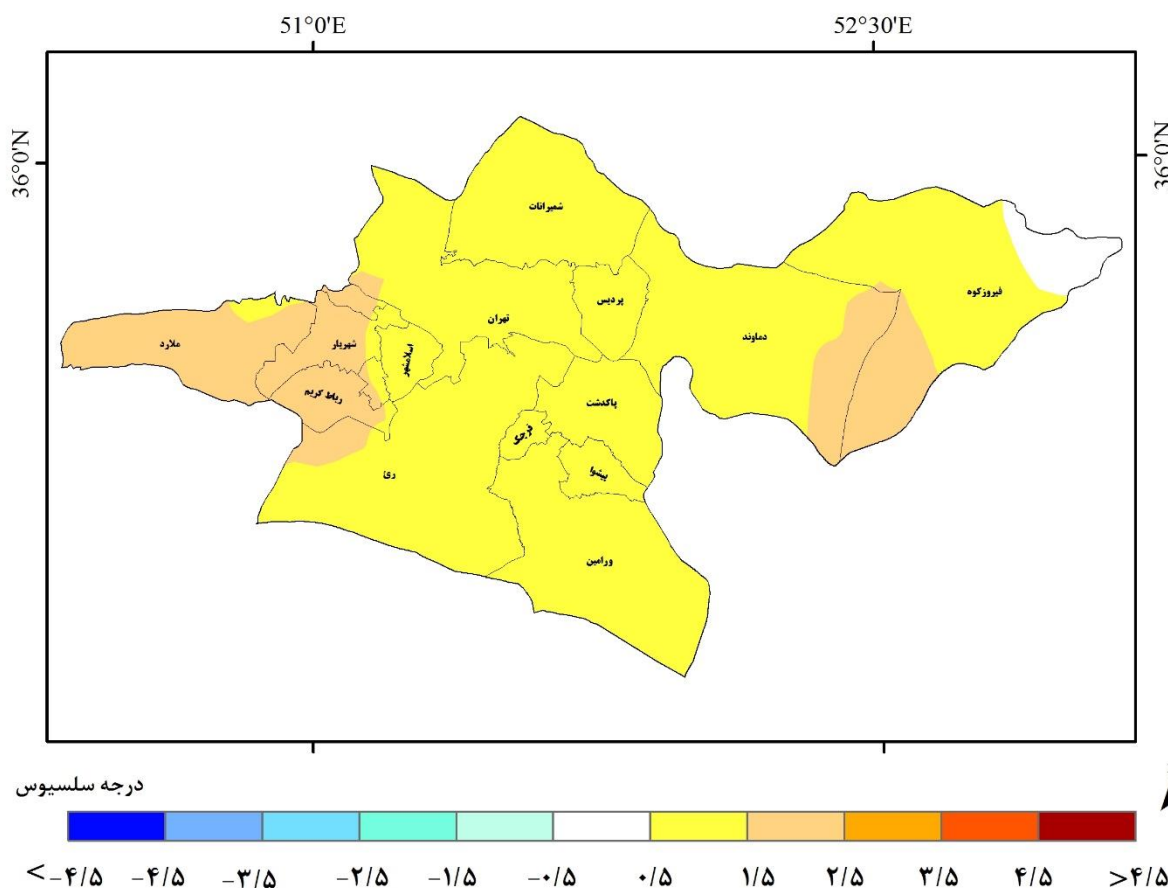 51°0'E 52°30'E
36°0'N 36°0'N
شمیرانات
فیروزکوه
پردیس
تهران
دماوند
ملارد
شهریار
اسلامشهر
رباط کریم
پاکدشت
قرچک
پیشوا
ری
ورامین
درجه سلسیوس
<-۴/۵ -۴/۵ -۳/۵ -۲/۵ -۱/۵ -۰/۵ ۰/۵ ۱/۵ ۲/۵ ۳/۵ ۴/۵ >۴/۵